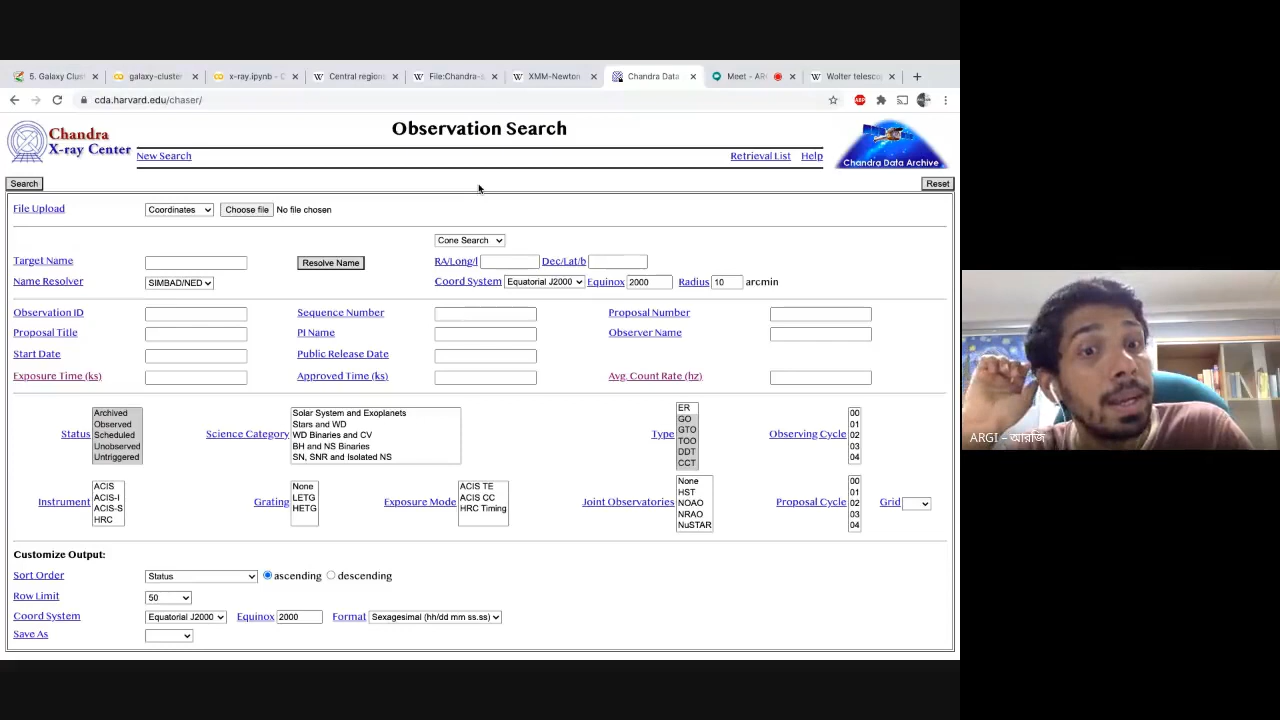 5. Galaxy Clus
galaxy-cluster
x-ray.ipynb - C
Central region
File:Chandra-
XMM-Newton
Chandra Data
Meet - AR
Wolter telesco
cda.harvard.edu/chaser/
ABP
Chandra
X-ray Center
Observation Search
New Search
Retrieval List
Help
Chandra Data Archive
Search
Reset
File Upload
Coordinates
Choose file
No file chosen
Cone Search
Target Name
Resolve Name
RA/Long/l
Dec/Lat/b
Name Resolver
SIMBAD/NED
Coord System
Equatorial J2000
Equinox
2000
Radius
10
arcmin
Observation ID
Sequence Number
Proposal Number
Proposal Title
PI Name
Observer Name
Start Date
Public Release Date
Exposure Time (ks)
Approved Time (ks)
Avg. Count Rate (hz)
Status
Archived
Observed
Scheduled
Unobserved
Untriggered
Science Category
Solar System and Exoplanets
Stars and WD
WD Binaries and CV
BH and NS Binaries
SN, SNR and Isolated NS
Type
ER
GO
GTO
TOO
DDT
CCT
Observing Cycle
00
01
02
03
04
Instrument
ACIS
ACIS-I
ACIS-S
HRC
Grating
None
LETG
HETG
Exposure Mode
ACIS TE
ACIS CC
HRC Timing
Joint Observatories
None
HST
NOAO
NRAO
NuSTAR
Proposal Cycle
00
01
02
03
04
Grid
Customize Output:
Sort Order
Status
ascending
descending
Row Limit
50
Coord System
Equatorial J2000
Equinox
2000
Format
Sexagesimal (hh/dd mm ss.ss)
Save As
ARGI – আরজি